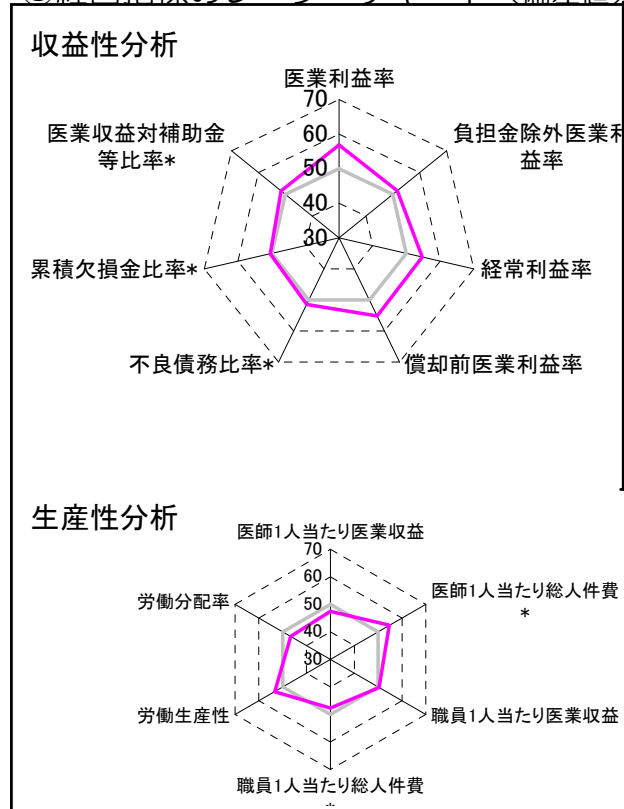 収益性分析
医業利益率
70
60
50
40
30
負担金除外医業利
益率
経常利益率
償却前医業利益率
不良債務比率*
累積欠損金比率*
医業収益対補助金
等比率*
生産性分析
医師1人当たり医業収益
70
60
50
40
30
医師1人当たり総人件費
*
職員1人当たり医業収益
職員1人当たり総人件費
*
労働生産性
労働分配率